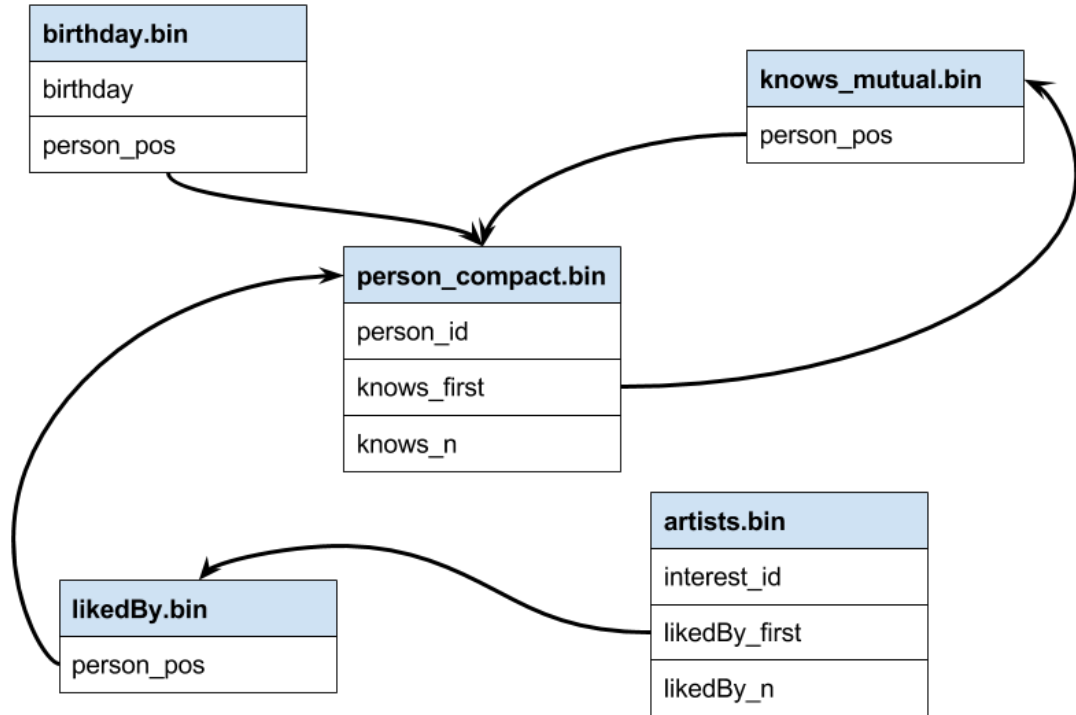 birthday.bin
birthday
person_pos
knows_mutual.bin
person_pos
person_compact.bin
person_id
knows_first
knows_n
artists.bin
interest_id
likedBy_first
likedBy_n
likedBy.bin
person_pos